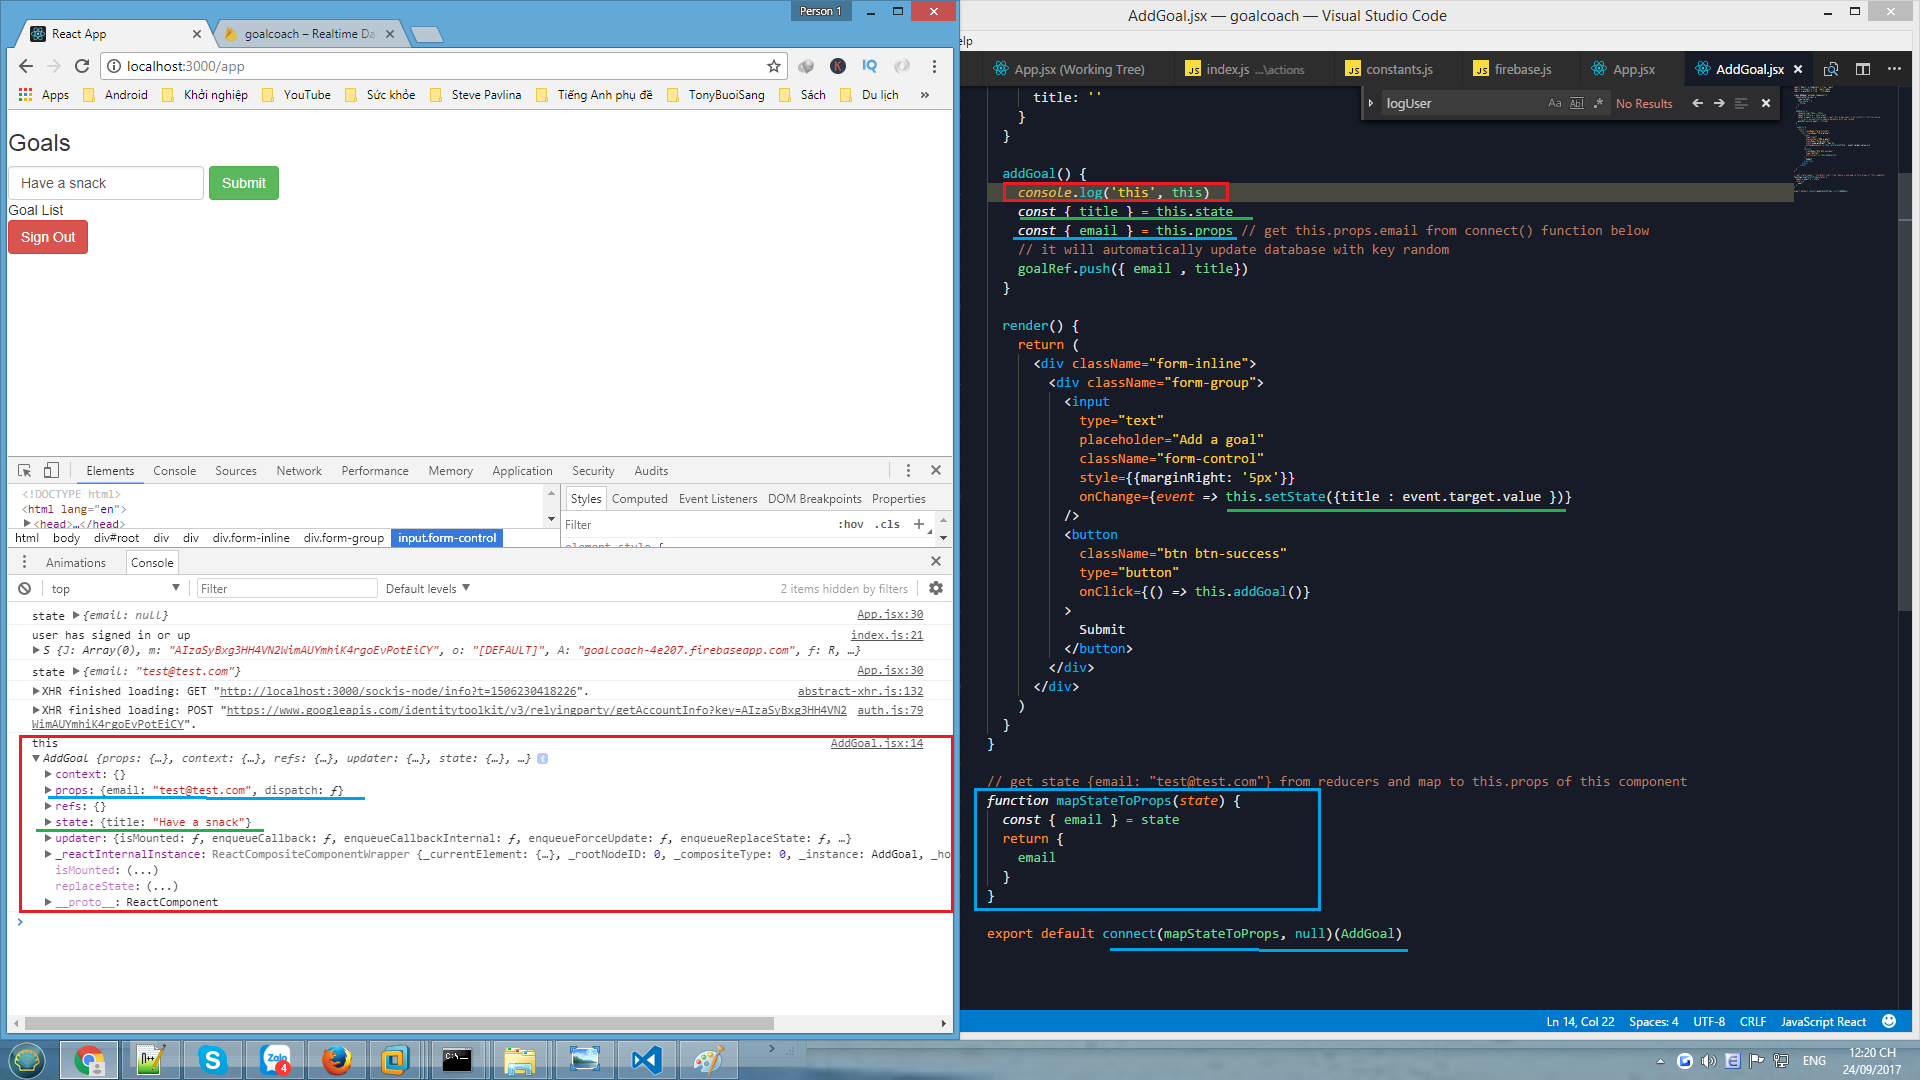 Person 1
React App
goalcoach – Realtime Da
localhost:3000/app
Apps
Android
Khởi nghiệp
YouTube
Sức khỏe
Steve Pavlina
Tiếng Anh phụ đề
TonyBuoiSang
Sách
Du lịch
»
Goals
Have a snack
Submit
Goal List
Sign Out
Elements
Console
Sources
Network
Performance
Memory
Application
Security
Audits
<!DOCTYPE html>
<html lang="en">
▶<head>…</head>
html body div#root div div div.form-inline div.form-group input.form-control
Styles
Computed
Event Listeners
DOM Breakpoints
Properties
Filter
:hov .cls +
element.style {
Animations
Console
top
Filter
Default levels ▼
2 items hidden by filters
state ▶{email: null} App.jsx:30
user has signed in or up index.js:21
▶S {J: Array(0), m: "AIzaSyBxg3HH4VN2WimAUYmhiK4rgoEvPotEiCY", o: "[DEFAULT]", A: "goalcoach-4e207.firebaseapp.com", f: R, …}
state ▶{email: "test@test.com"} App.jsx:30
▶XHR finished loading: GET "http://localhost:3000/sockjs-node/info?t=1506230418226". abstract-xhr.js:132
▶XHR finished loading: POST "https://www.googleapis.com/identitytoolkit/v3/relyingparty/getAccountInfo?key=AIzaSyBxg3HH4VN2 auth.js:79
WimAUYmhiK4rgoEvPotEiCY".
this AddGoal.jsx:14
▼AddGoal {props: {…}, context: {…}, refs: {…}, updater: {…}, state: {…}, …}
▶context: {}
▶props: {email: "test@test.com", dispatch: ƒ}
▶refs: {}
▶state: {title: "Have a snack"}
▶updater: {isMounted: ƒ, enqueueCallback: ƒ, enqueueCallbackInternal: ƒ, enqueueForceUpdate: ƒ, enqueueReplaceState: ƒ, …}
▶_reactInternalInstance: ReactCompositeComponentWrapper {_currentElement: {…}, _rootNodeID: 0, _compositeType: 0, _instance: AddGoal, _ho
isMounted: (...)
replaceState: (...)
▶__proto__: ReactComponent
AddGoal.jsx — goalcoach — Visual Studio Code
elp
App.jsx (Working Tree)
JS index.js ...\actions
JS constants.js
JS firebase.js
App.jsx
AddGoal.jsx
logUser
Aa Abl .*
No Results
title: ''
}
}
addGoal() {
console.log('this', this)
const { title } = this.state
const { email } = this.props // get this.props.email from connect() function below
// it will automatically update database with key random
goalRef.push({ email , title})
}
render() {
return (
<div className="form-inline">
<div className="form-group">
<input
type="text"
placeholder="Add a goal"
className="form-control"
style={{marginRight: '5px'}}
onChange={event => this.setState({title : event.target.value })}
/>
<button
className="btn btn-success"
type="button"
onClick={() => this.addGoal()}
>
Submit
</button>
</div>
</div>
)
}
}
// get state {email: "test@test.com"} from reducers and map to this.props of this component
function mapStateToProps(state) {
const { email } = state
return {
email
}
}
export default connect(mapStateToProps, null)(AddGoal)
Ln 14, Col 22
Spaces: 4
UTF-8
CRLF
JavaScript React
Zalo
4
ENG
12:20 CH
24/09/2017